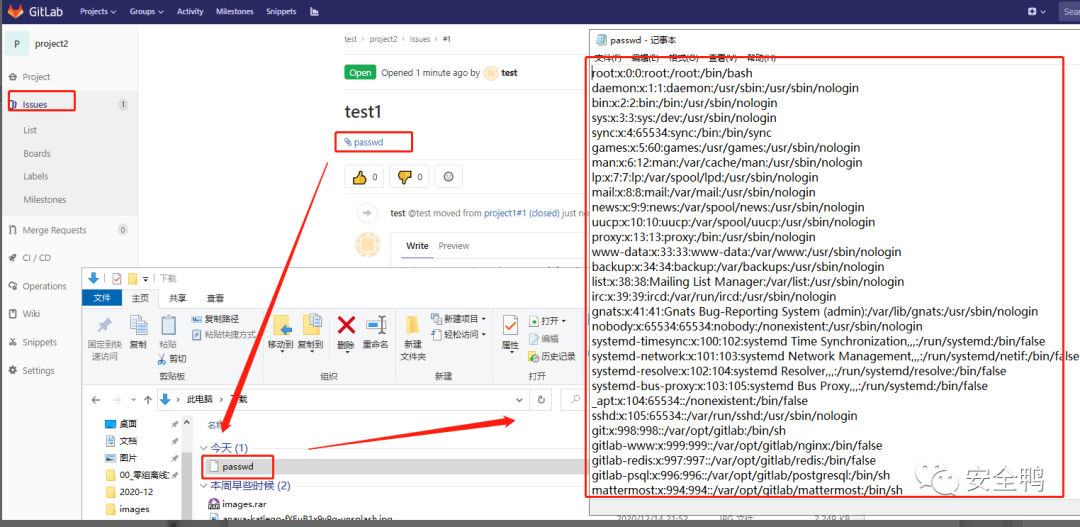 GitLab Projects Groups Activity Milestones Snippets Sear
P project2
Project
Issues 1
List
Boards
Labels
Milestones
Merge Requests 0
CI / CD
Operations
Wiki
Snippets
Settings
test › project2 › Issues › #1
Open Opened 1 minute ago by test
test1
passwd
0 0
test @test moved from project1#1 (closed) just no
Write Preview
下载
文件 主页 共享 查看
固定到快速访问
复制
粘贴
复制路径
粘贴快捷方式
剪切
剪贴板
移动到
复制到
删除
重命名
组织
新建文件夹
新建项目
轻松访问
新建
属性
打开
编辑
历史记录
打开
此电脑 › 下载
桌面
文档
图片
00_零组离线
2020-12
images
今天 (1)
passwd
本周早些时候 (2)
images.rar
passwd - 记事本
文件(F) 编辑(E) 格式(O) 查看(V) 帮助(H)
root:x:0:0:root:/root:/bin/bash
daemon:x:1:1:daemon:/usr/sbin:/usr/sbin/nologin
bin:x:2:2:bin:/bin:/usr/sbin/nologin
sys:x:3:3:sys:/dev:/usr/sbin/nologin
sync:x:4:65534:sync:/bin:/bin/sync
games:x:5:60:games:/usr/games:/usr/sbin/nologin
man:x:6:12:man:/var/cache/man:/usr/sbin/nologin
lp:x:7:7:lp:/var/spool/lpd:/usr/sbin/nologin
mail:x:8:8:mail:/var/mail:/usr/sbin/nologin
news:x:9:9:news:/var/spool/news:/usr/sbin/nologin
uucp:x:10:10:uucp:/var/spool/uucp:/usr/sbin/nologin
proxy:x:13:13:proxy:/bin:/usr/sbin/nologin
www-data:x:33:33:www-data:/var/www:/usr/sbin/nologin
backup:x:34:34:backup:/var/backups:/usr/sbin/nologin
list:x:38:38:Mailing List Manager:/var/list:/usr/sbin/nologin
irc:x:39:39:ircd:/var/run/ircd:/usr/sbin/nologin
gnats:x:41:41:Gnats Bug-Reporting System (admin):/var/lib/gnats:/usr/sbin/nologin
nobody:x:65534:65534:nobody:/nonexistent:/usr/sbin/nologin
systemd-timesync:x:100:102:systemd Time Synchronization,,,:/run/systemd:/bin/false
systemd-network:x:101:103:systemd Network Management,,,:/run/systemd/netif:/bin/false
systemd-resolve:x:102:104:systemd Resolver,,,:/run/systemd/resolve:/bin/false
systemd-bus-proxy:x:103:105:systemd Bus Proxy,,,:/run/systemd:/bin/false
_apt:x:104:65534::/nonexistent:/bin/false
sshd:x:105:65534::/var/run/sshd:/usr/sbin/nologin
git:x:998:998::/var/opt/gitlab:/bin/sh
gitlab-www:x:999:999::/var/opt/gitlab/nginx:/bin/false
gitlab-redis:x:997:997::/var/opt/gitlab/redis:/bin/false
gitlab-psql:x:996:996::/var/opt/gitlab/postgresql:/bin/sh
mattermost:x:994:994::/var/opt/gitlab/mattermost:/bin/sh
安全鸭